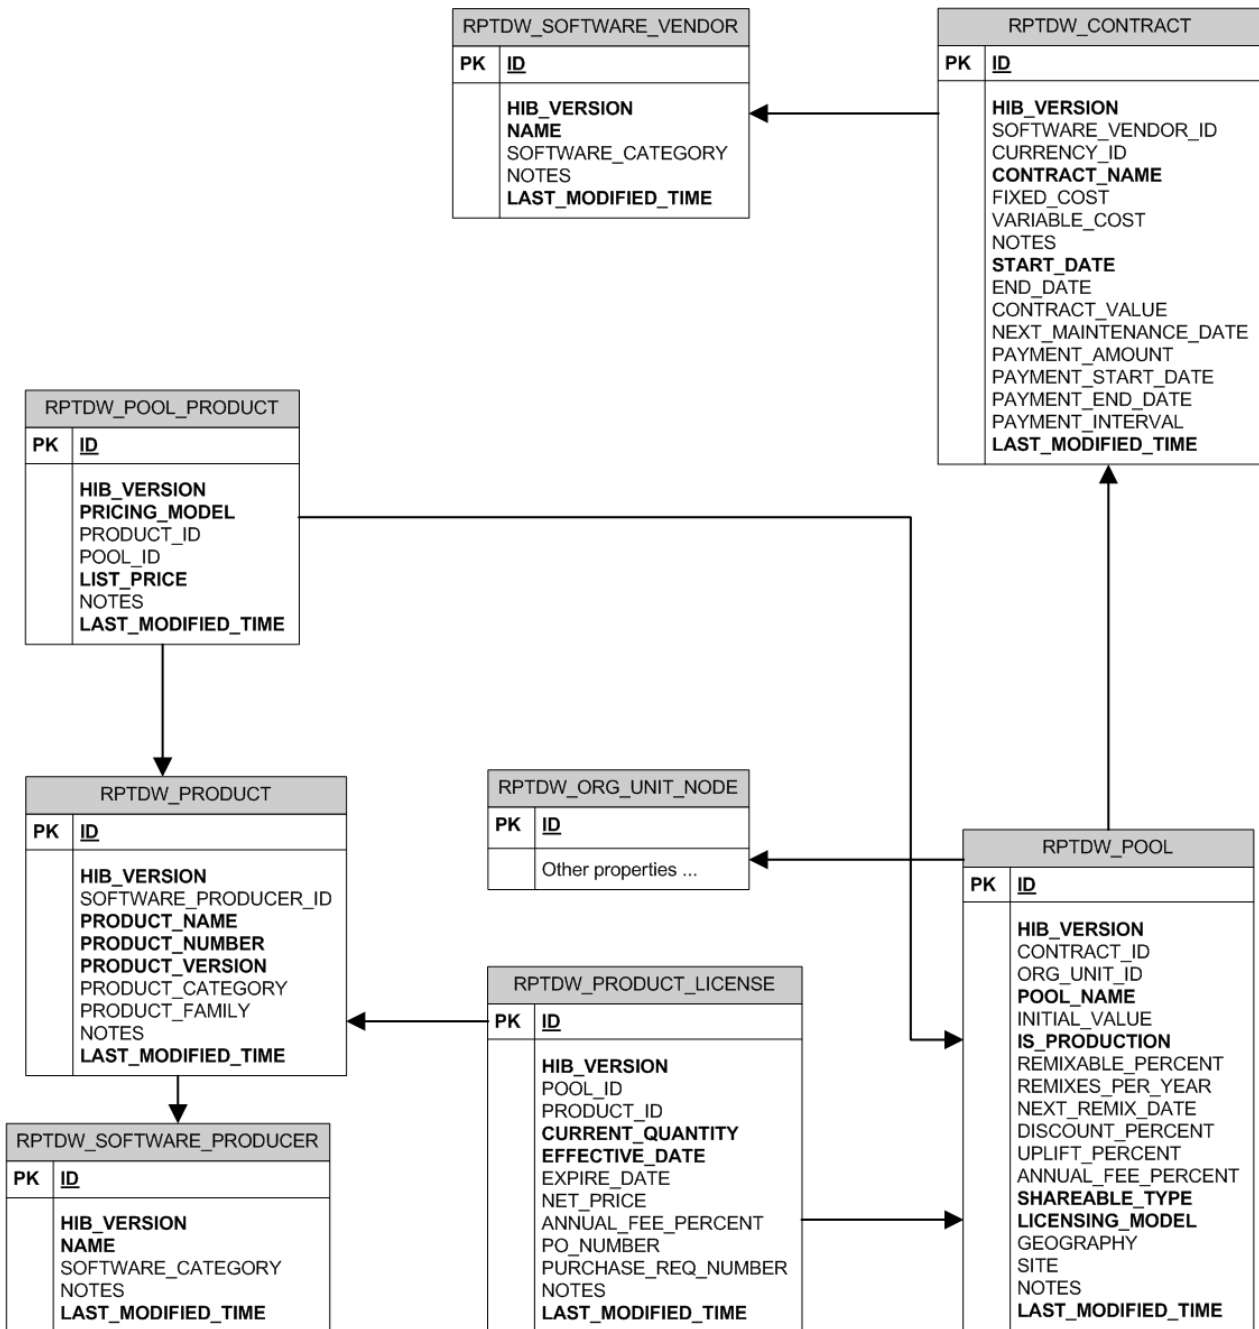 RPTDW_SOFTWARE_VENDOR
PK ID
HIB_VERSION
NAME
SOFTWARE_CATEGORY
NOTES
LAST_MODIFIED_TIME
RPTDW_CONTRACT
PK ID
HIB_VERSION
SOFTWARE_VENDOR_ID
CURRENCY_ID
CONTRACT_NAME
FIXED_COST
VARIABLE_COST
NOTES
START_DATE
END_DATE
CONTRACT_VALUE
NEXT_MAINTENANCE_DATE
PAYMENT_AMOUNT
PAYMENT_START_DATE
PAYMENT_END_DATE
PAYMENT_INTERVAL
LAST_MODIFIED_TIME
RPTDW_POOL_PRODUCT
PK ID
HIB_VERSION
PRICING_MODEL
PRODUCT_ID
POOL_ID
LIST_PRICE
NOTES
LAST_MODIFIED_TIME
RPTDW_PRODUCT
PK ID
HIB_VERSION
SOFTWARE_PRODUCER_ID
PRODUCT_NAME
PRODUCT_NUMBER
PRODUCT_VERSION
PRODUCT_CATEGORY
PRODUCT_FAMILY
NOTES
LAST_MODIFIED_TIME
RPTDW_ORG_UNIT_NODE
PK ID
Other properties ...
RPTDW_POOL
PK ID
HIB_VERSION
CONTRACT_ID
ORG_UNIT_ID
POOL_NAME
INITIAL_VALUE
IS_PRODUCTION
REMIXABLE_PERCENT
REMIXES_PER_YEAR
NEXT_REMIX_DATE
DISCOUNT_PERCENT
UPLIFT_PERCENT
ANNUAL_FEE_PERCENT
SHAREABLE_TYPE
LICENSING_MODEL
GEOGRAPHY
SITE
NOTES
LAST_MODIFIED_TIME
RPTDW_PRODUCT_LICENSE
PK ID
HIB_VERSION
POOL_ID
PRODUCT_ID
CURRENT_QUANTITY
EFFECTIVE_DATE
EXPIRE_DATE
NET_PRICE
ANNUAL_FEE_PERCENT
PO_NUMBER
PURCHASE_REQ_NUMBER
NOTES
LAST_MODIFIED_TIME
RPTDW_SOFTWARE_PRODUCER
PK ID
HIB_VERSION
NAME
SOFTWARE_CATEGORY
NOTES
LAST_MODIFIED_TIME